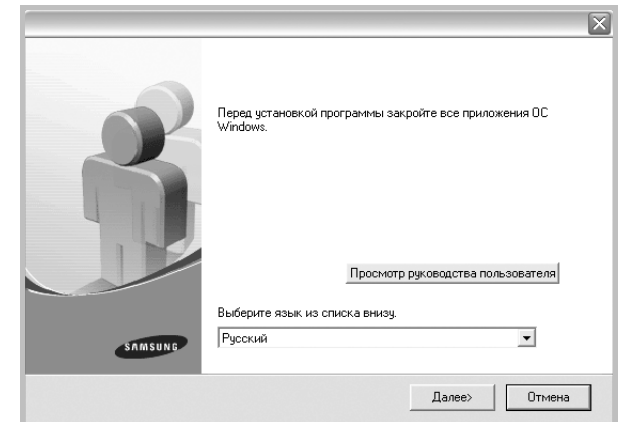 Перед установкой программы закройте все приложения ОС
Windows.
Просмотр руководства пользователя
Выберите язык из списка внизу.
Русский
SAMSUNG
Далее>
Отмена